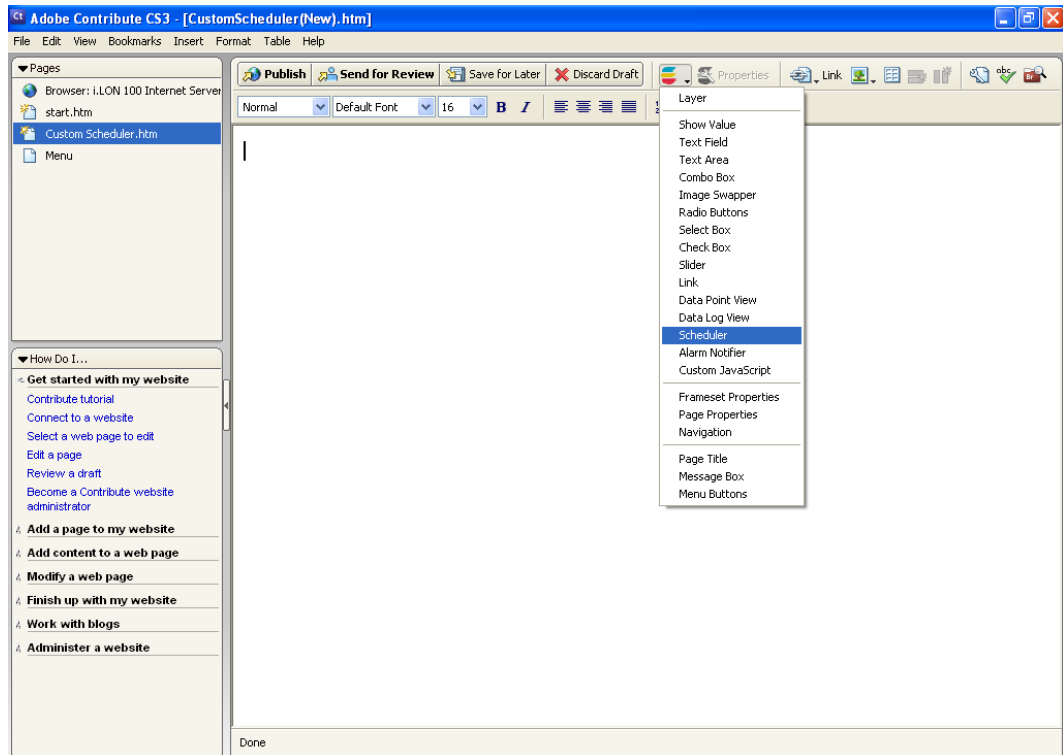 Ct Adobe Contribute CS3 - [CustomScheduler(New).htm]
File Edit View Bookmarks Insert Format Table Help
Pages
Browser: i.LON 100 Internet Server
start.htm
Custom Scheduler.htm
Menu
How Do I...
Get started with my website
Contribute tutorial
Connect to a website
Select a web page to edit
Edit a page
Review a draft
Become a Contribute website
administrator
Add a page to my website
Add content to a web page
Modify a web page
Finish up with my website
Work with blogs
Administer a website
Publish Send for Review Save for Later Discard Draft Properties Link abc
Normal Default Font 16 B I
Layer
Show Value
Text Field
Text Area
Combo Box
Image Swapper
Radio Buttons
Select Box
Check Box
Slider
Link
Data Point View
Data Log View
Scheduler
Alarm Notifier
Custom JavaScript
Frameset Properties
Page Properties
Navigation
Page Title
Message Box
Menu Buttons
Done